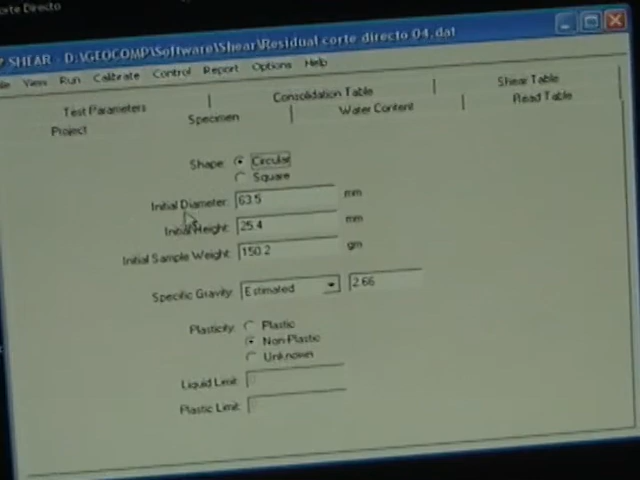 rte Directo
SHEAR - D:\GEOCOMP\Software\Shear\Residual corte directo 04.dat
View Run Calibrate Control Report Options Help
Test Parameters Consolidation Table Shear Table
Project Specimen Water Content Read Table
Shape: Circular
Square
Initial Diameter: 63.5 mm
Initial Height: 25.4 mm
Initial Sample Weight: 150.2 gm
Specific Gravity: Estimated 2.66
Plasticity: Plastic
Non-Plastic
Unknown
Liquid Limit:
Plastic Limit: